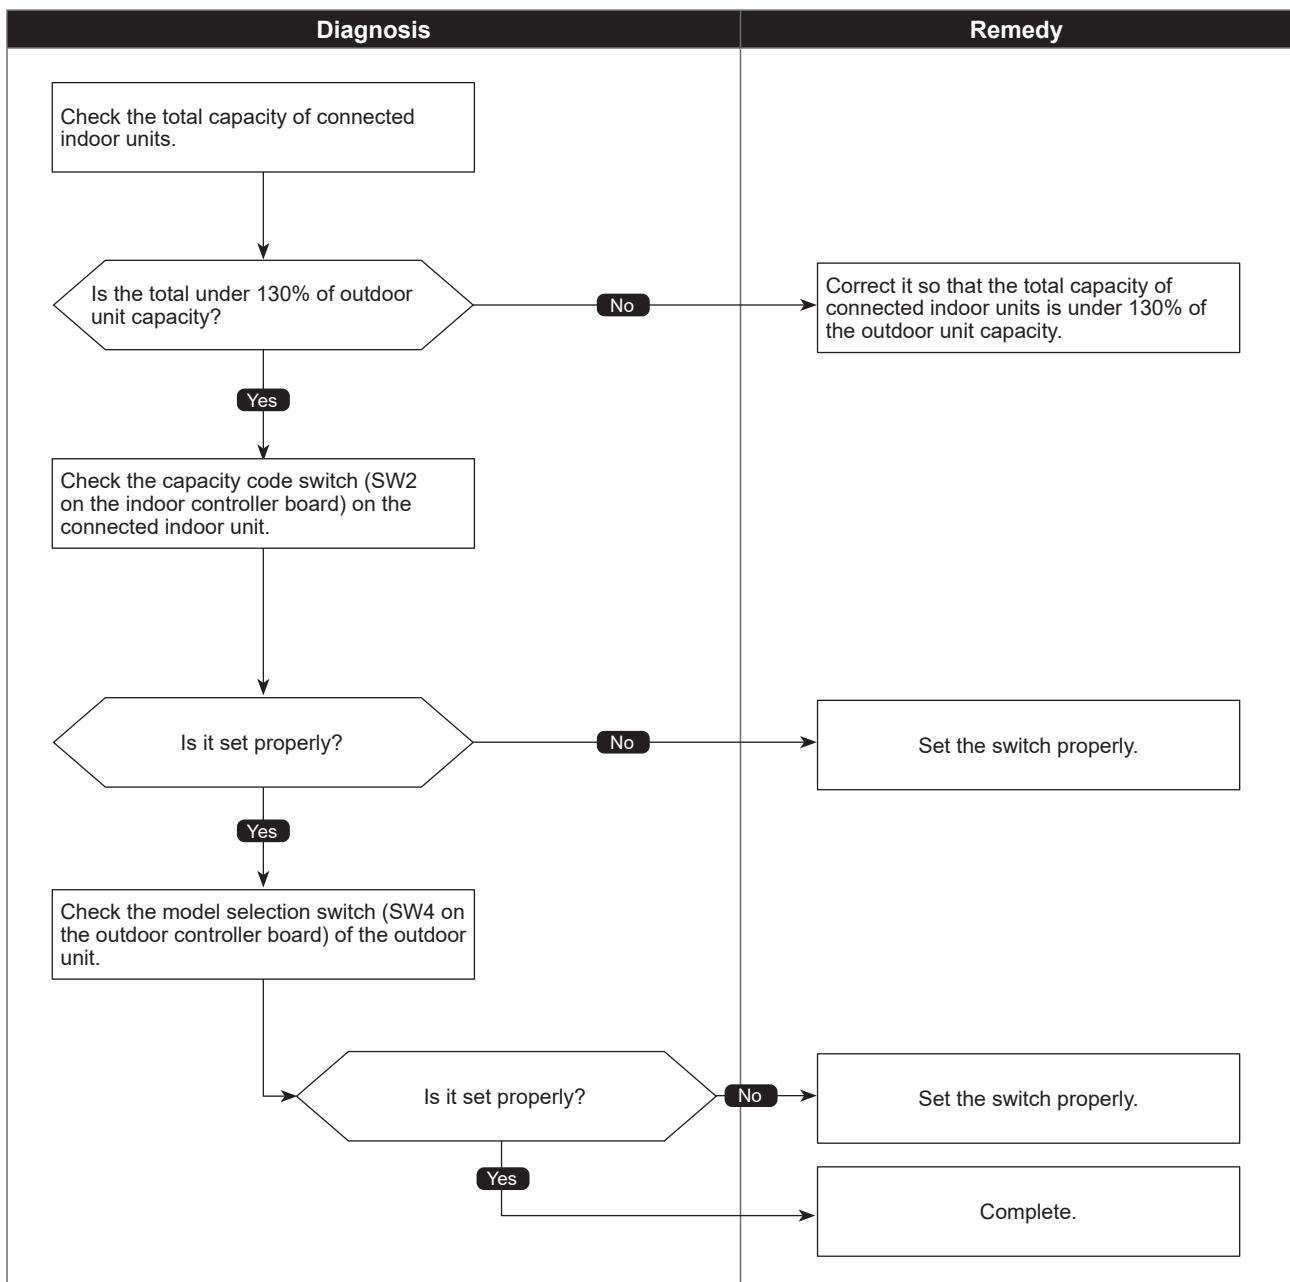 Diagnosis
Remedy
Check the total capacity of connected
indoor units.
Is the total under 130% of outdoor
unit capacity?
No
Correct it so that the total capacity of
connected indoor units is under 130% of
the outdoor unit capacity.
Yes
Check the capacity code switch (SW2
on the indoor controller board) on the
connected indoor unit.
Is it set properly?
No
Set the switch properly.
Yes
Check the model selection switch (SW4 on
the outdoor controller board) of the outdoor
unit.
Is it set properly?
No
Set the switch properly.
Yes
Complete.